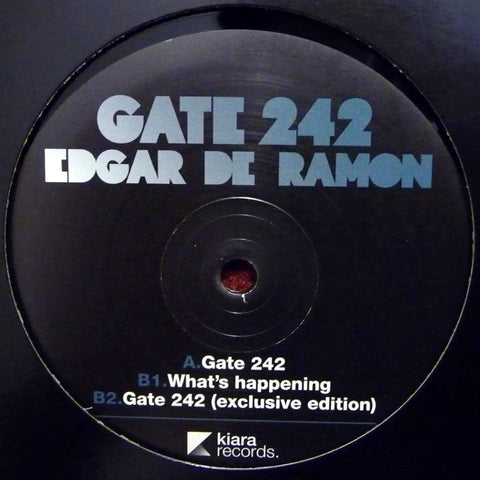 GATE 242
EDGAR DE RAMON
A.Gate 242
B1.What's happening
B2.Gate 242 (exclusive edition)
kiara
records.